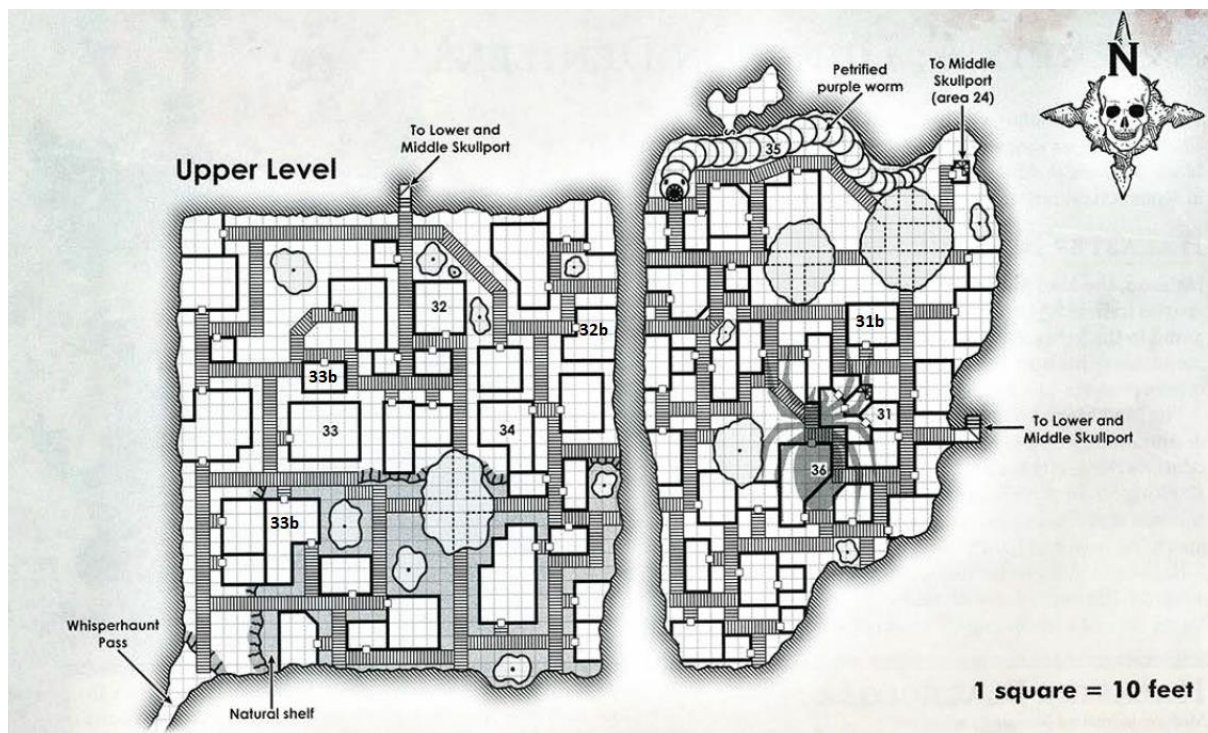 N
Petrified
purple worm
To Middle
Skullport
(area 24)
To Lower and
Middle Skullport
Upper Level
35
S
32
32b
31b
33b
33
34
31
To Lower and
Middle Skullport
36
33b
Whisperhaunt
Pass
Natural shelf
1 square = 10 feet